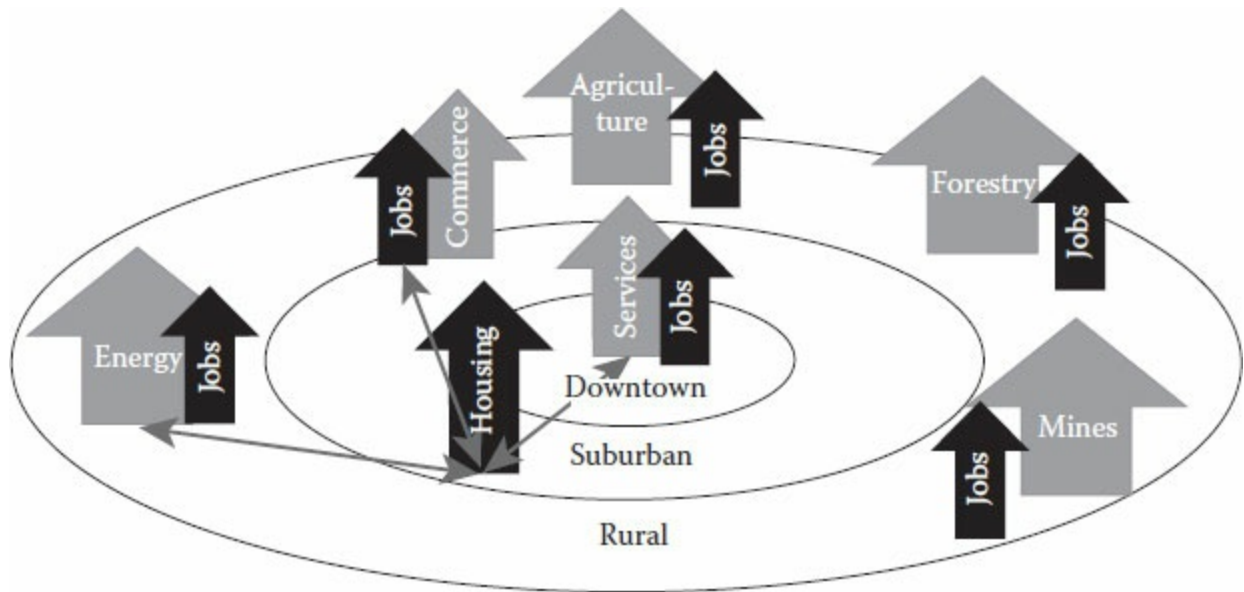 Agricul-
ture
Jobs
Commerce
Jobs
Forestry
Jobs
Services
Jobs
Energy
Jobs
Housing
Downtown
Mines
Jobs
Suburban
Rural